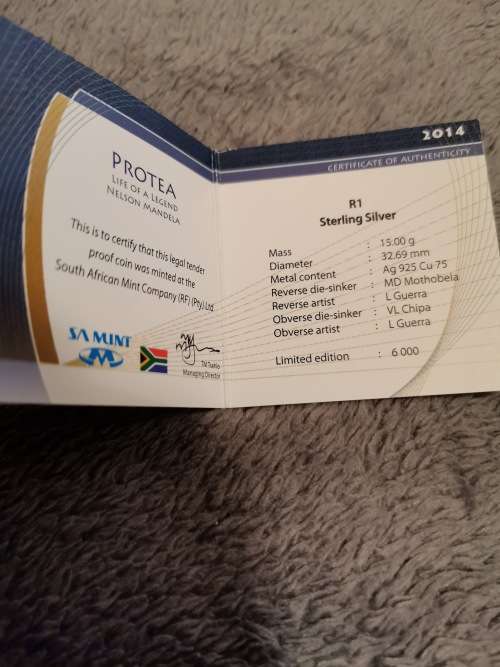 PROTEA
LIFE OF A LEGEND
NELSON MANDELA
This is to certify that this legal tender
proof coin was minted at the
South African Mint Company (RF) (Pty) Ltd
SA MINT
Managing Director
2014
CERTIFICATE OF AUTHENTICITY
R1
Sterling Silver
Mass : 15.00 g
Diameter : 32.69 mm
Metal content : Ag 925 Cu 75
Reverse die-sinker : MD Mothobela
Reverse artist : L Guerra
Obverse die-sinker : VL Chipa
Obverse artist : L Guerra
Limited edition : 6 000